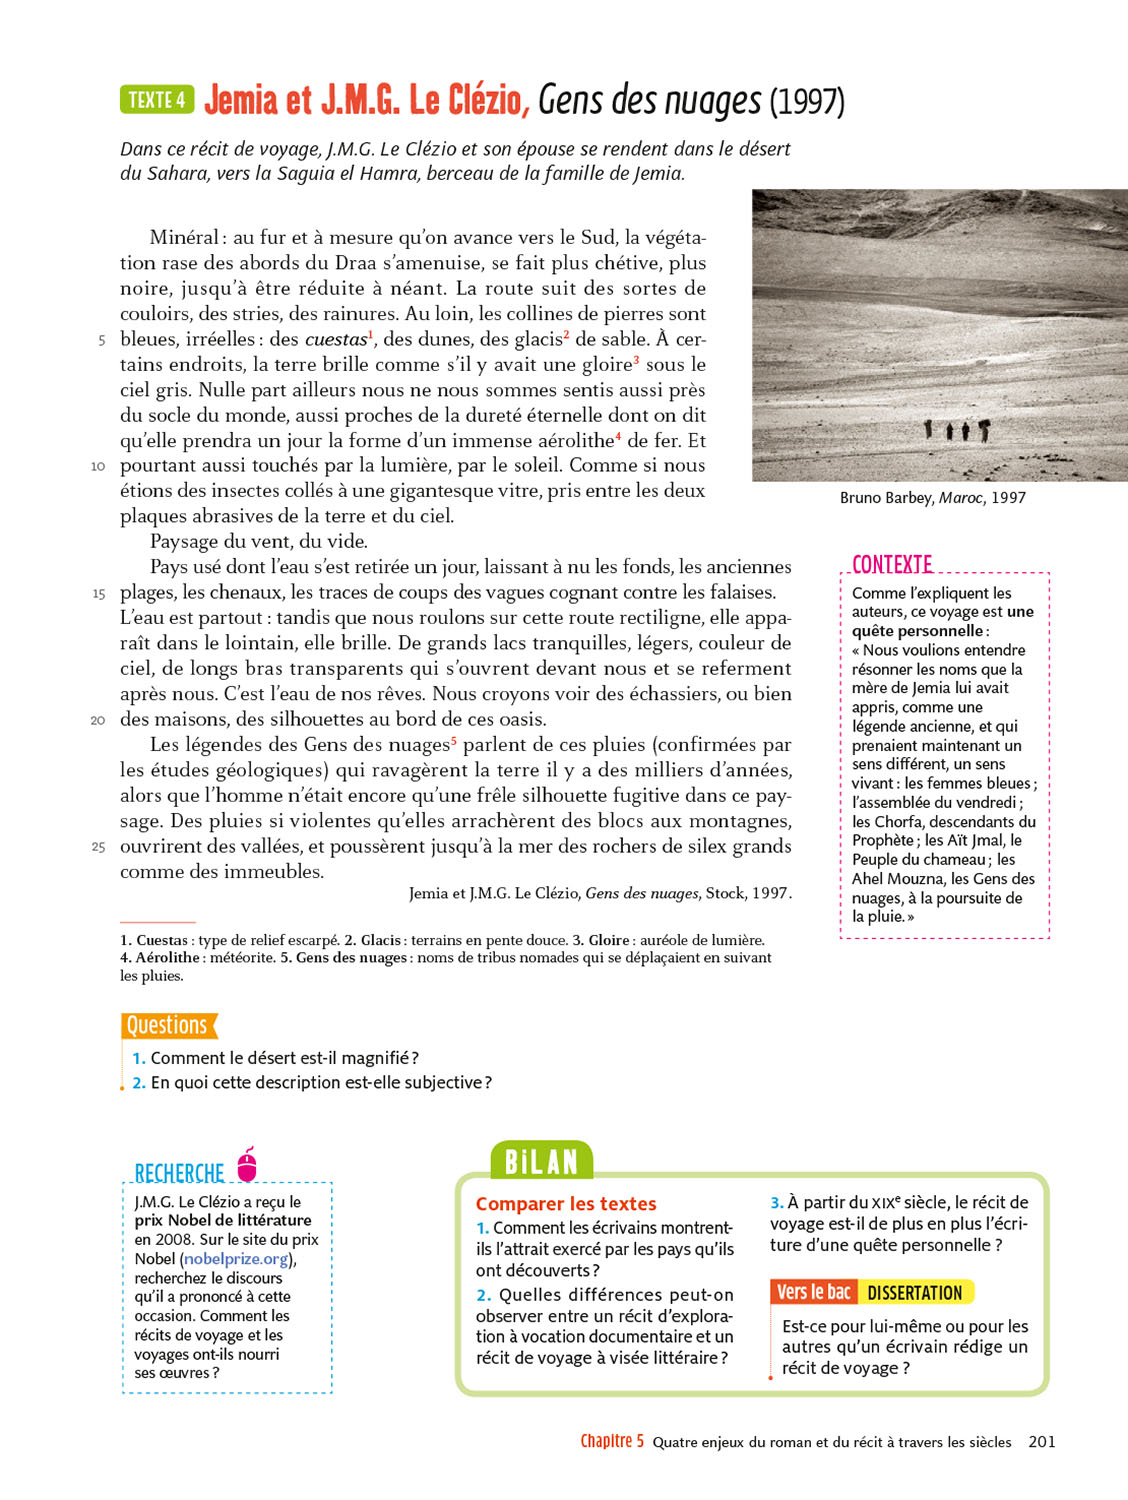 TEXTE 4 Jemia et J.M.G. Le Clézio, Gens des nuages (1997)
Dans ce récit de voyage, J.M.G. Le Clézio et son épouse se rendent dans le désert
du Sahara, vers la Saguia el Hamra, berceau de la famille de Jemia.
Minéral : au fur et à mesure qu'on avance vers le Sud, la végéta-
tion rase des abords du Draa s'amenuise, se fait plus chétive, plus
noire, jusqu'à être réduite à néant. La route suit des sortes de
couloirs, des stries, des rainures. Au loin, les collines de pierres sont
5 bleues, irréelles : des cuestas1, des dunes, des glacis2 de sable. À cer-
tains endroits, la terre brille comme s'il y avait une gloire3 sous le
ciel gris. Nulle part ailleurs nous ne nous sommes sentis aussi près
du socle du monde, aussi proches de la dureté éternelle dont on dit
qu'elle prendra un jour la forme d'un immense aérolithe4 de fer. Et
10 pourtant aussi touchés par la lumière, par le soleil. Comme si nous
étions des insectes collés à une gigantesque vitre, pris entre les deux
plaques abrasives de la terre et du ciel.
Paysage du vent, du vide.
Pays usé dont l'eau s'est retirée un jour, laissant à nu les fonds, les anciennes
15 plages, les chenaux, les traces de coups des vagues cognant contre les falaises.
L'eau est partout : tandis que nous roulons sur cette route rectiligne, elle appa-
raît dans le lointain, elle brille. De grands lacs tranquilles, légers, couleur de
ciel, de longs bras transparents qui s'ouvrent devant nous et se referment
après nous. C'est l'eau de nos rêves. Nous croyons voir des échassiers, ou bien
20 des maisons, des silhouettes au bord de ces oasis.
Les légendes des Gens des nuages5 parlent de ces pluies (confirmées par
les études géologiques) qui ravagèrent la terre il y a des milliers d'années,
alors que l'homme n'était encore qu'une frêle silhouette fugitive dans ce pay-
sage. Des pluies si violentes qu'elles arrachèrent des blocs aux montagnes,
25 ouvrirent des vallées, et poussèrent jusqu'à la mer des rochers de silex grands
comme des immeubles.
Jemia et J.M.G. Le Clézio, Gens des nuages, Stock, 1997.
1. Cuestas : type de relief escarpé. 2. Glacis : terrains en pente douce. 3. Gloire : auréole de lumière.
4. Aérolithe : météorite. 5. Gens des nuages : noms de tribus nomades qui se déplaçaient en suivant
les pluies.
Bruno Barbey, Maroc, 1997
CONTEXTE
Comme l'expliquent les
auteurs, ce voyage est une
quête personnelle :
« Nous voulions entendre
résonner les noms que la
mère de Jemia lui avait
appris, comme une
légende ancienne, et qui
prenaient maintenant un
sens différent, un sens
vivant : les femmes bleues ;
l'assemblée du vendredi ;
les Chorfa, descendants du
Prophète ; les Aït Jmal, le
Peuple du chameau ; les
Ahel Mouzna, les Gens des
nuages, à la poursuite de
la pluie. »
Questions
1. Comment le désert est-il magnifié ?
2. En quoi cette description est-elle subjective ?
RECHERCHE
J.M.G. Le Clézio a reçu le
prix Nobel de littérature
en 2008. Sur le site du prix
Nobel (nobelprize.org),
recherchez le discours
qu'il a prononcé à cette
occasion. Comment les
récits de voyage et les
voyages ont-ils nourri
ses œuvres ?
BiLAN
Comparer les textes
1. Comment les écrivains montrent-
ils l'attrait exercé par les pays qu'ils
ont découverts ?
2. Quelles différences peut-on
observer entre un récit d'explora-
tion à vocation documentaire et un
récit de voyage à visée littéraire ?
3. À partir du XIXe siècle, le récit de
voyage est-il de plus en plus l'écri-
ture d'une quête personnelle ?
Vers le bac DISSERTATION
Est-ce pour lui-même ou pour les
autres qu'un écrivain rédige un
récit de voyage ?
Chapitre 5 Quatre enjeux du roman et du récit à travers les siècles 201